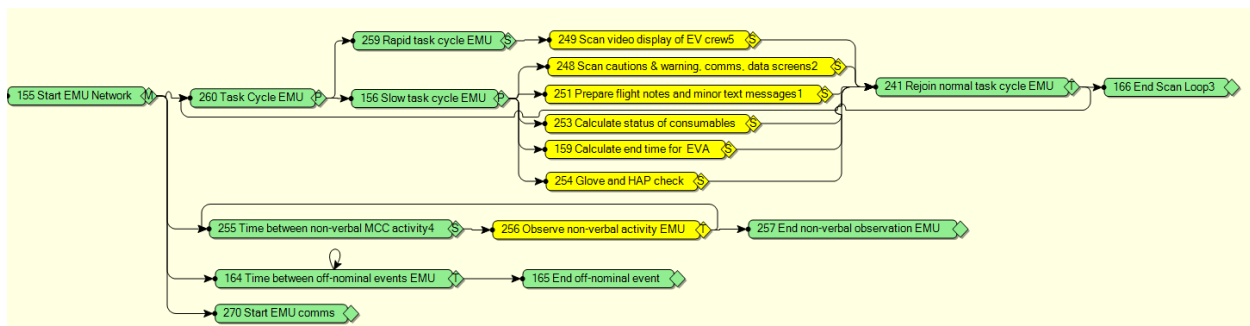 259 Rapid task cycle EMU S
249 Scan video display of EV crew5 S
248 Scan cautions & warning, comms, data screens2 S
155 Start EMU Network M
260 Task Cycle EMU P
156 Slow task cycle EMU P
251 Prepare flight notes and minor text messages1 S
241 Rejoin normal task cycle EMU T
166 End Scan Loop3
253 Calculate status of consumables S
159 Calculate end time for EVA S
254 Glove and HAP check S
255 Time between non-verbal MCC activity4 S
256 Observe non-verbal activity EMU T
257 End non-verbal observation EMU
164 Time between off-nominal events EMU T
165 End off-nominal event
270 Start EMU comms